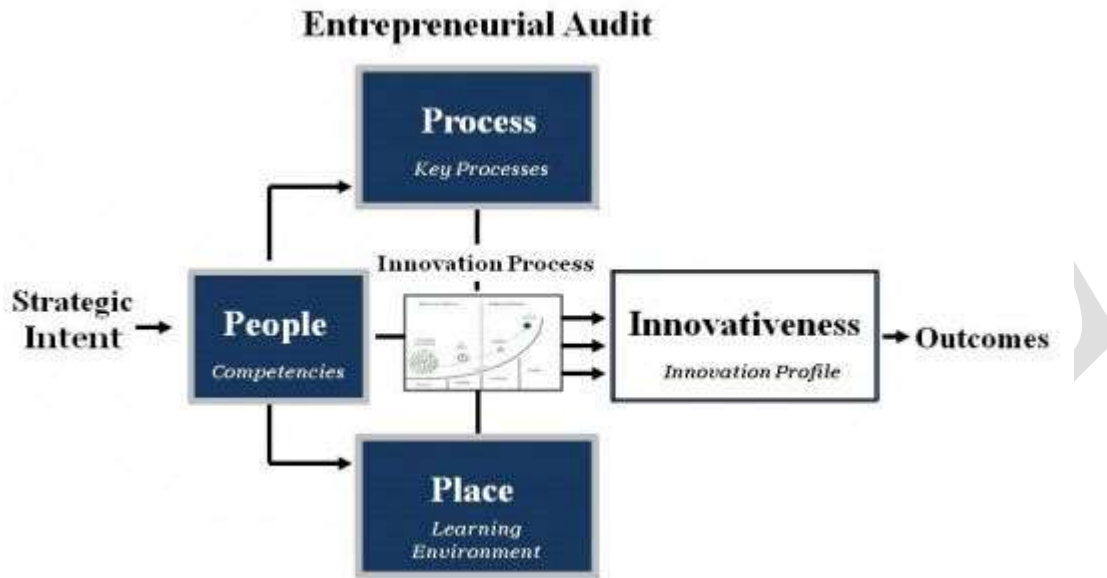 Entrepreneurial Audit
Process
Key Processes
Innovation Process
Strategic
Intent
People
Competencies
Innovativeness
Innovation Profile
Outcomes
Place
Learning
Environment